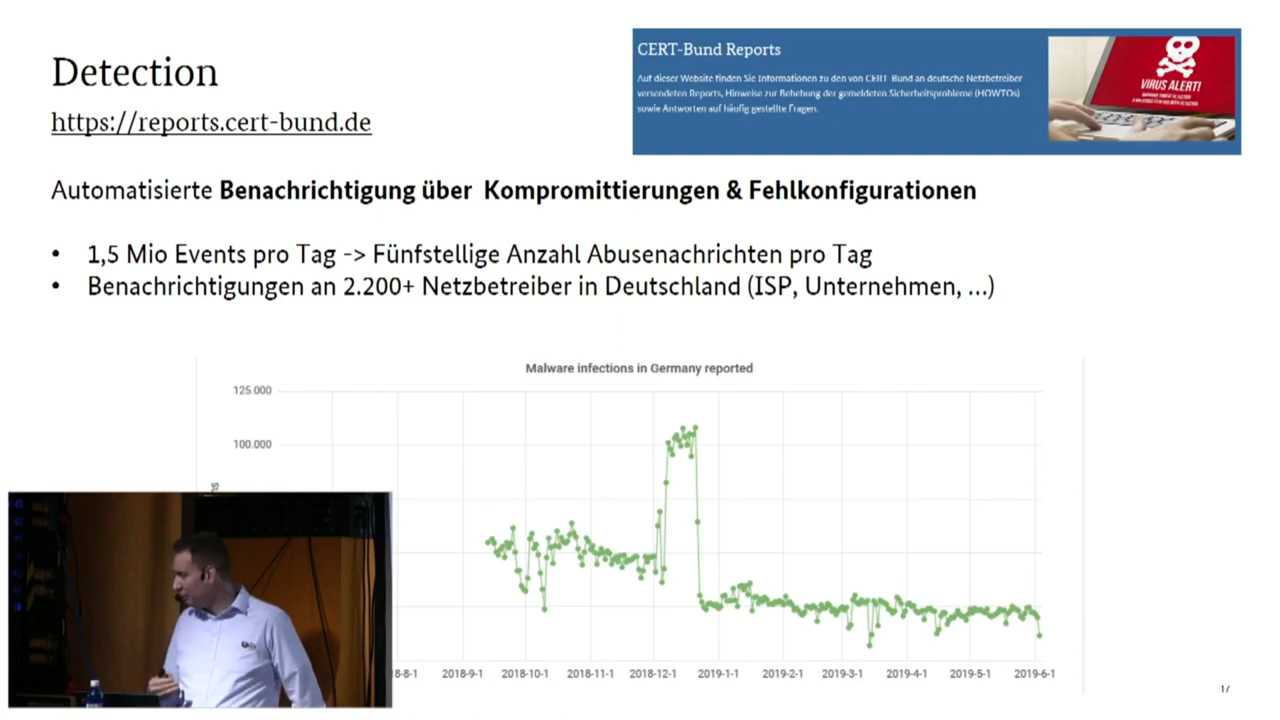 Detection
https://reports.cert-bund.de
CERT-Bund Reports
Auf dieser Website finden Sie Informationen zu den von CERT-Bund an deutsche Netzbetreiber
versendeten Reports, Hinweise zur Behebung der gemeldeten Sicherheitsprobleme (HOWTOs)
sowie Antworten auf häufig gestellte Fragen.
VIRUS ALERT!
Automatisierte Benachrichtigung über Kompromittierungen & Fehlkonfigurationen
• 1,5 Mio Events pro Tag -> Fünfstellige Anzahl Abusenachrichten pro Tag
• Benachrichtigungen an 2.200+ Netzbetreiber in Deutschland (ISP, Unternehmen, ...)
Malware infections in Germany reported
125.000
100.000
8-8-1 2018-9-1 2018-10-1 2018-11-1 2018-12-1 2019-1-1 2019-2-1 2019-3-1 2019-4-1 2019-5-1 2019-6-1
17